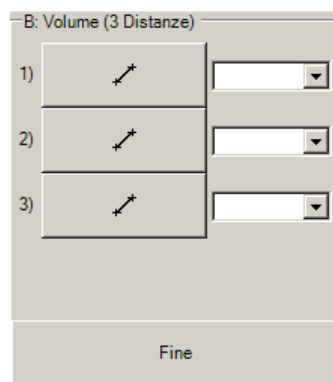 B: Volume (3 Distanze)
1)
2)
3)
Fine